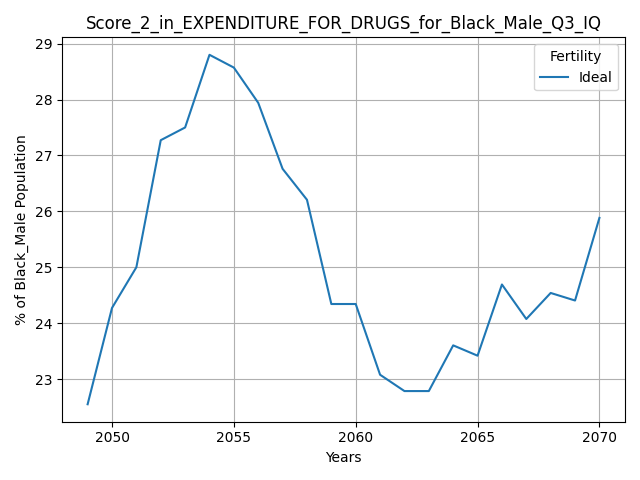 Score_2_in_EXPENDITURE_FOR_DRUGS_for_Black_Male_Q3_IQ
Fertility
Ideal
% of Black_Male Population
29
28
27
26
25
24
23
2050 2055 2060 2065 2070
Years